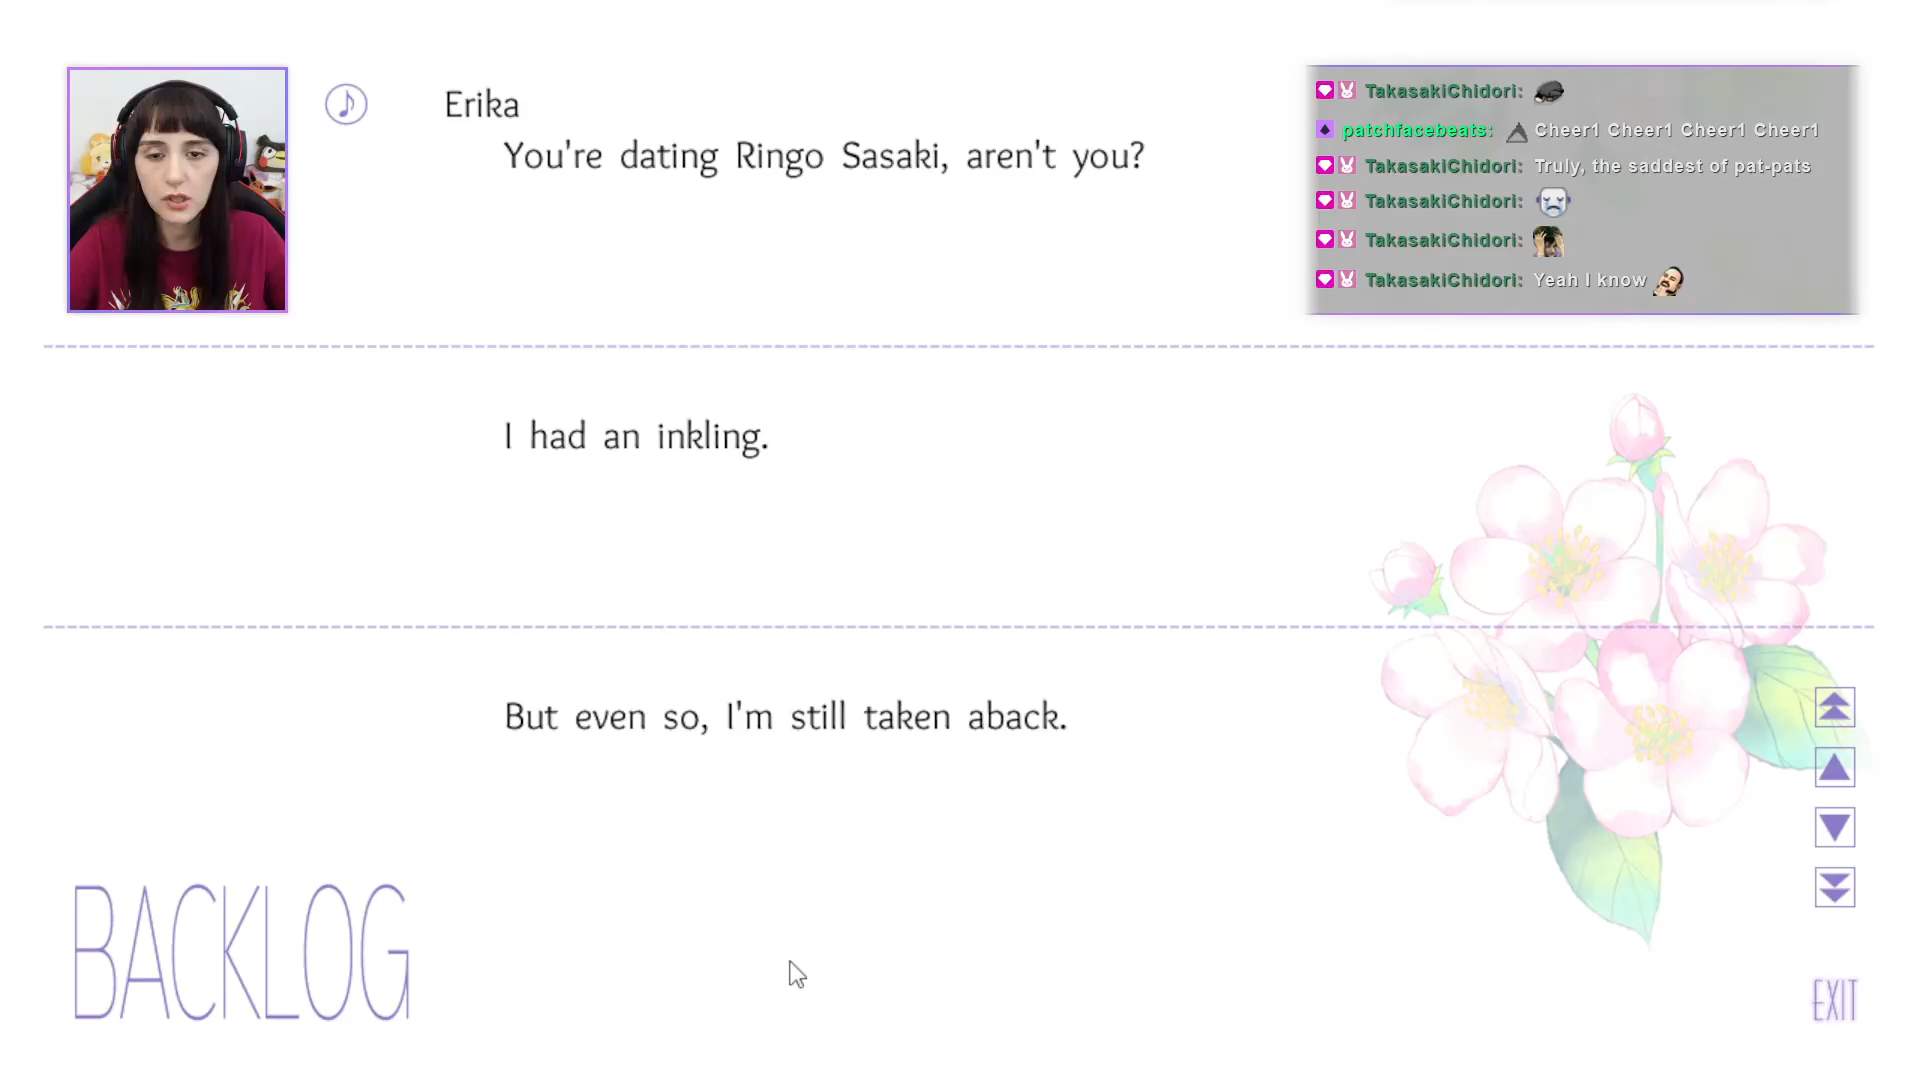 Erika
You're dating Ringo Sasaki, aren't you?
TakasakiChidori:
patchfacebeats: Cheer1 Cheer1 Cheer1 Cheer1
TakasakiChidori: Truly, the saddest of pat-pats
TakasakiChidori:
TakasakiChidori:
TakasakiChidori: Yeah I know
I had an inkling.
But even so, I'm still taken aback.
BACKLOG
EXIT